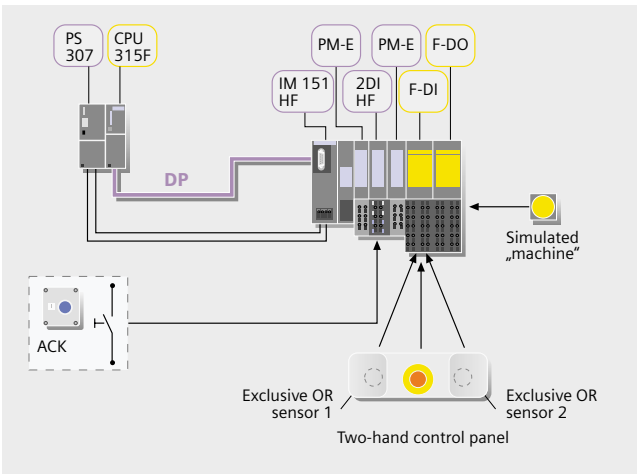 PS
307
CPU
315F
PM-E
PM-E
F-DO
IM 151
HF
2DI
HF
F-DI
DP
Simulated
„machine“
ACK
Exclusive OR
sensor 1
Exclusive OR
sensor 2
Two-hand control panel